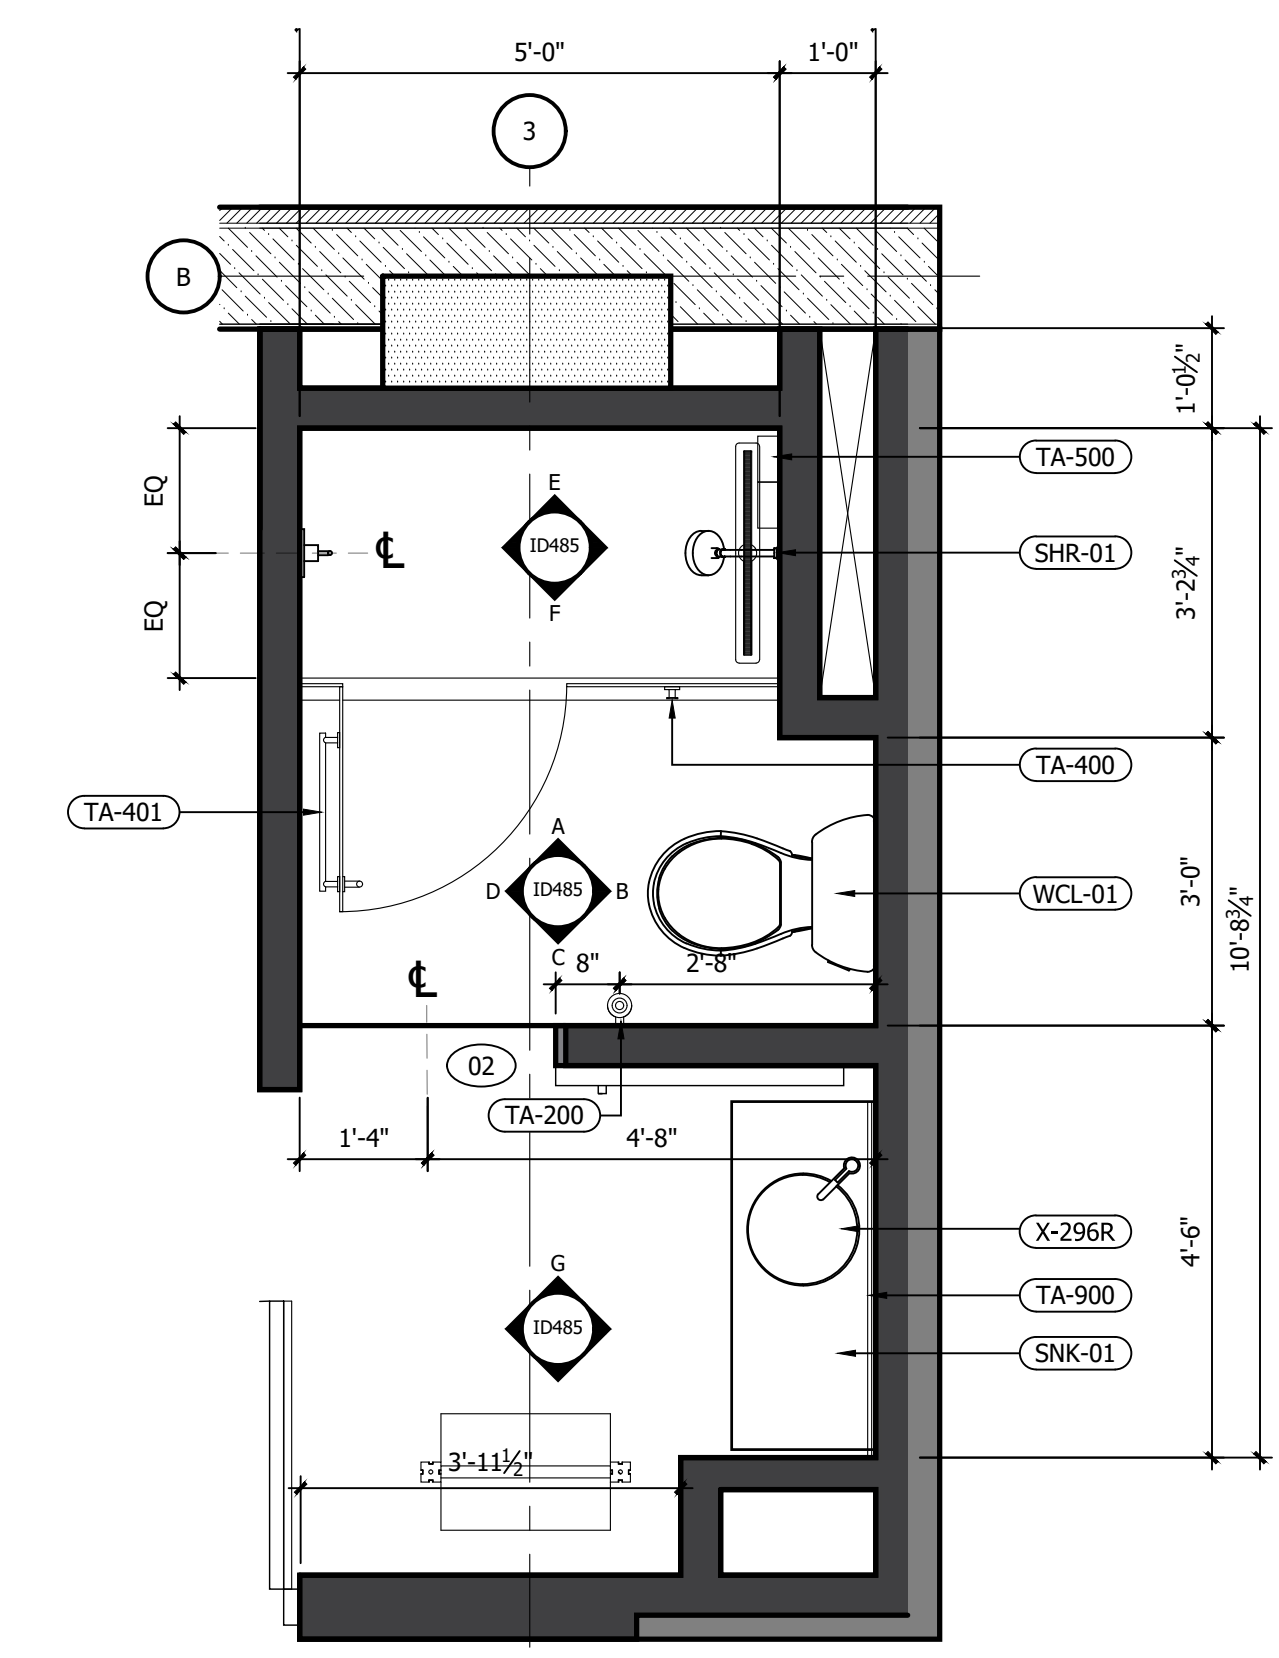 5'-0"
1'-0"
3
B
1'-0½"
EQ
EQ
℄
E
ID485
F
TA-500
SHR-01
3'-2¾"
TA-400
TA-401
A
D
ID485
B
C
WCL-01
3'-0"
10'-8¾"
8"
2'-8"
℄
02
TA-200
1'-4"
4'-8"
X-296R
4'-6"
G
ID485
TA-900
SNK-01
3'-11½"